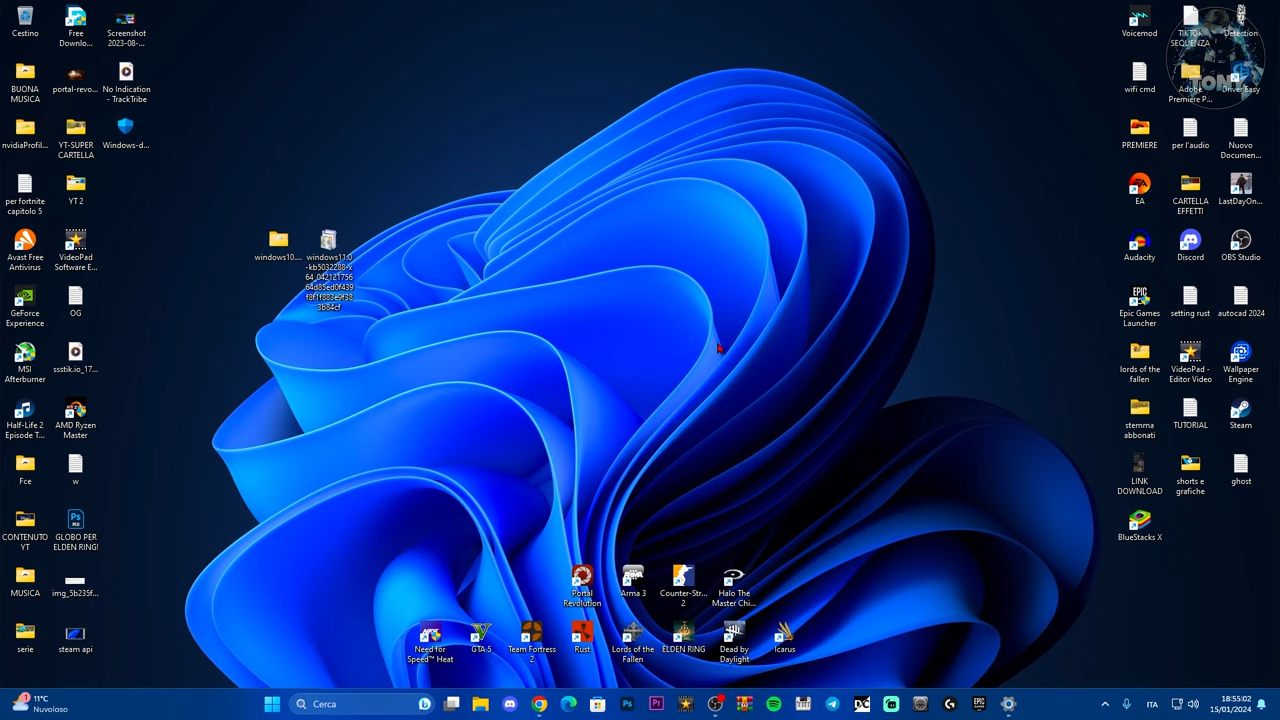 Cestino
Free
Downlo...
Screenshot
2023-08-...
BUONA
MUSICA
portal-revo...
No Indication
- TrackTribe
nvidiaProfil...
YT-SUPER
CARTELLA
Windows-d...
per fortnite
capitolo 5
YT 2
Avast Free
Antivirus
VideoPad
Software E...
GeForce
Experience
OG
MSI
Afterburner
ssstik.io_17...
Half-Life 2
Episode T...
AMD Ryzen
Master
Fce
w
CONTENUTO
YT
GLOBO PER
ELDEN RING!
MUSICA
img_5b235f...
serie
steam api
windows10....
windows11.0
-kb5032288-x
64_042121756
64d85ed0f439
f8f1f883e9f38
3b84cf
Portal
Revolution
Arma 3
Counter-Str...
2
Halo The
Master Chi...
Need for
Speed™ Heat
GTA 5
Team Fortress
2
Rust
Lords of the
Fallen
ELDEN RING
Dead by
Daylight
Icarus
Voicemod
TIKTOK
SEQUENZA
Detection
TONY
wifi cmd
Adobe
Premiere P...
Driver Easy
PREMIERE
per l'audio
Nuovo
Documen...
EA
CARTELLA
EFFETTI
LastDayOn...
Audacity
Discord
OBS Studio
Epic Games
Launcher
setting rust
autocad 2024
lords of the
fallen
VideoPad -
Editor Video
Wallpaper
Engine
stemma
abbonati
TUTORIAL
Steam
LINK
DOWNLOAD
shorts e
grafiche
ghost
BlueStacks X
1
11°C
Nuvoloso
Cerca
ITA
18:55:02
15/01/2024